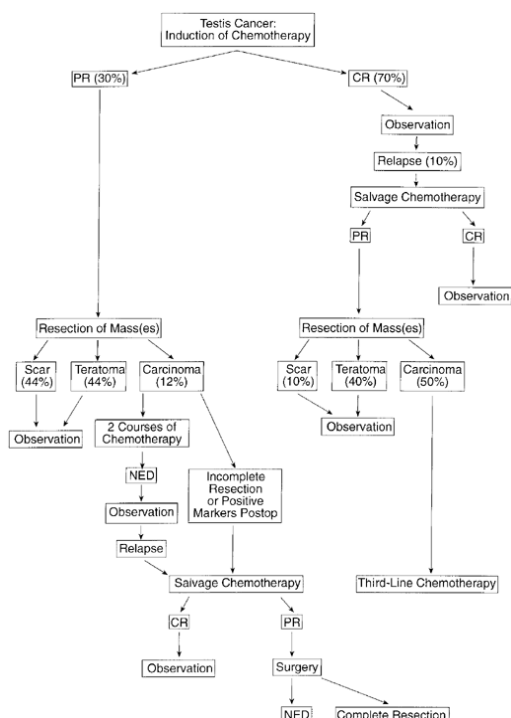 Testis Cancer:
Induction of Chemotherapy
PR (30%)
CR (70%)
Observation
Relapse (10%)
Salvage Chemotherapy
PR
CR
Observation
Resection of Mass(es)
Resection of Mass(es)
Scar
(44%)
Teratoma
(44%)
Carcinoma
(12%)
Scar
(10%)
Teratoma
(40%)
Carcinoma
(50%)
Observation
2 Courses of
Chemotherapy
Observation
NED
Incomplete
Resection
or Positive
Markers Postop
Observation
Relapse
Salvage Chemotherapy
Third-Line Chemotherapy
CR
PR
Observation
Surgery
NED
Complete Resection